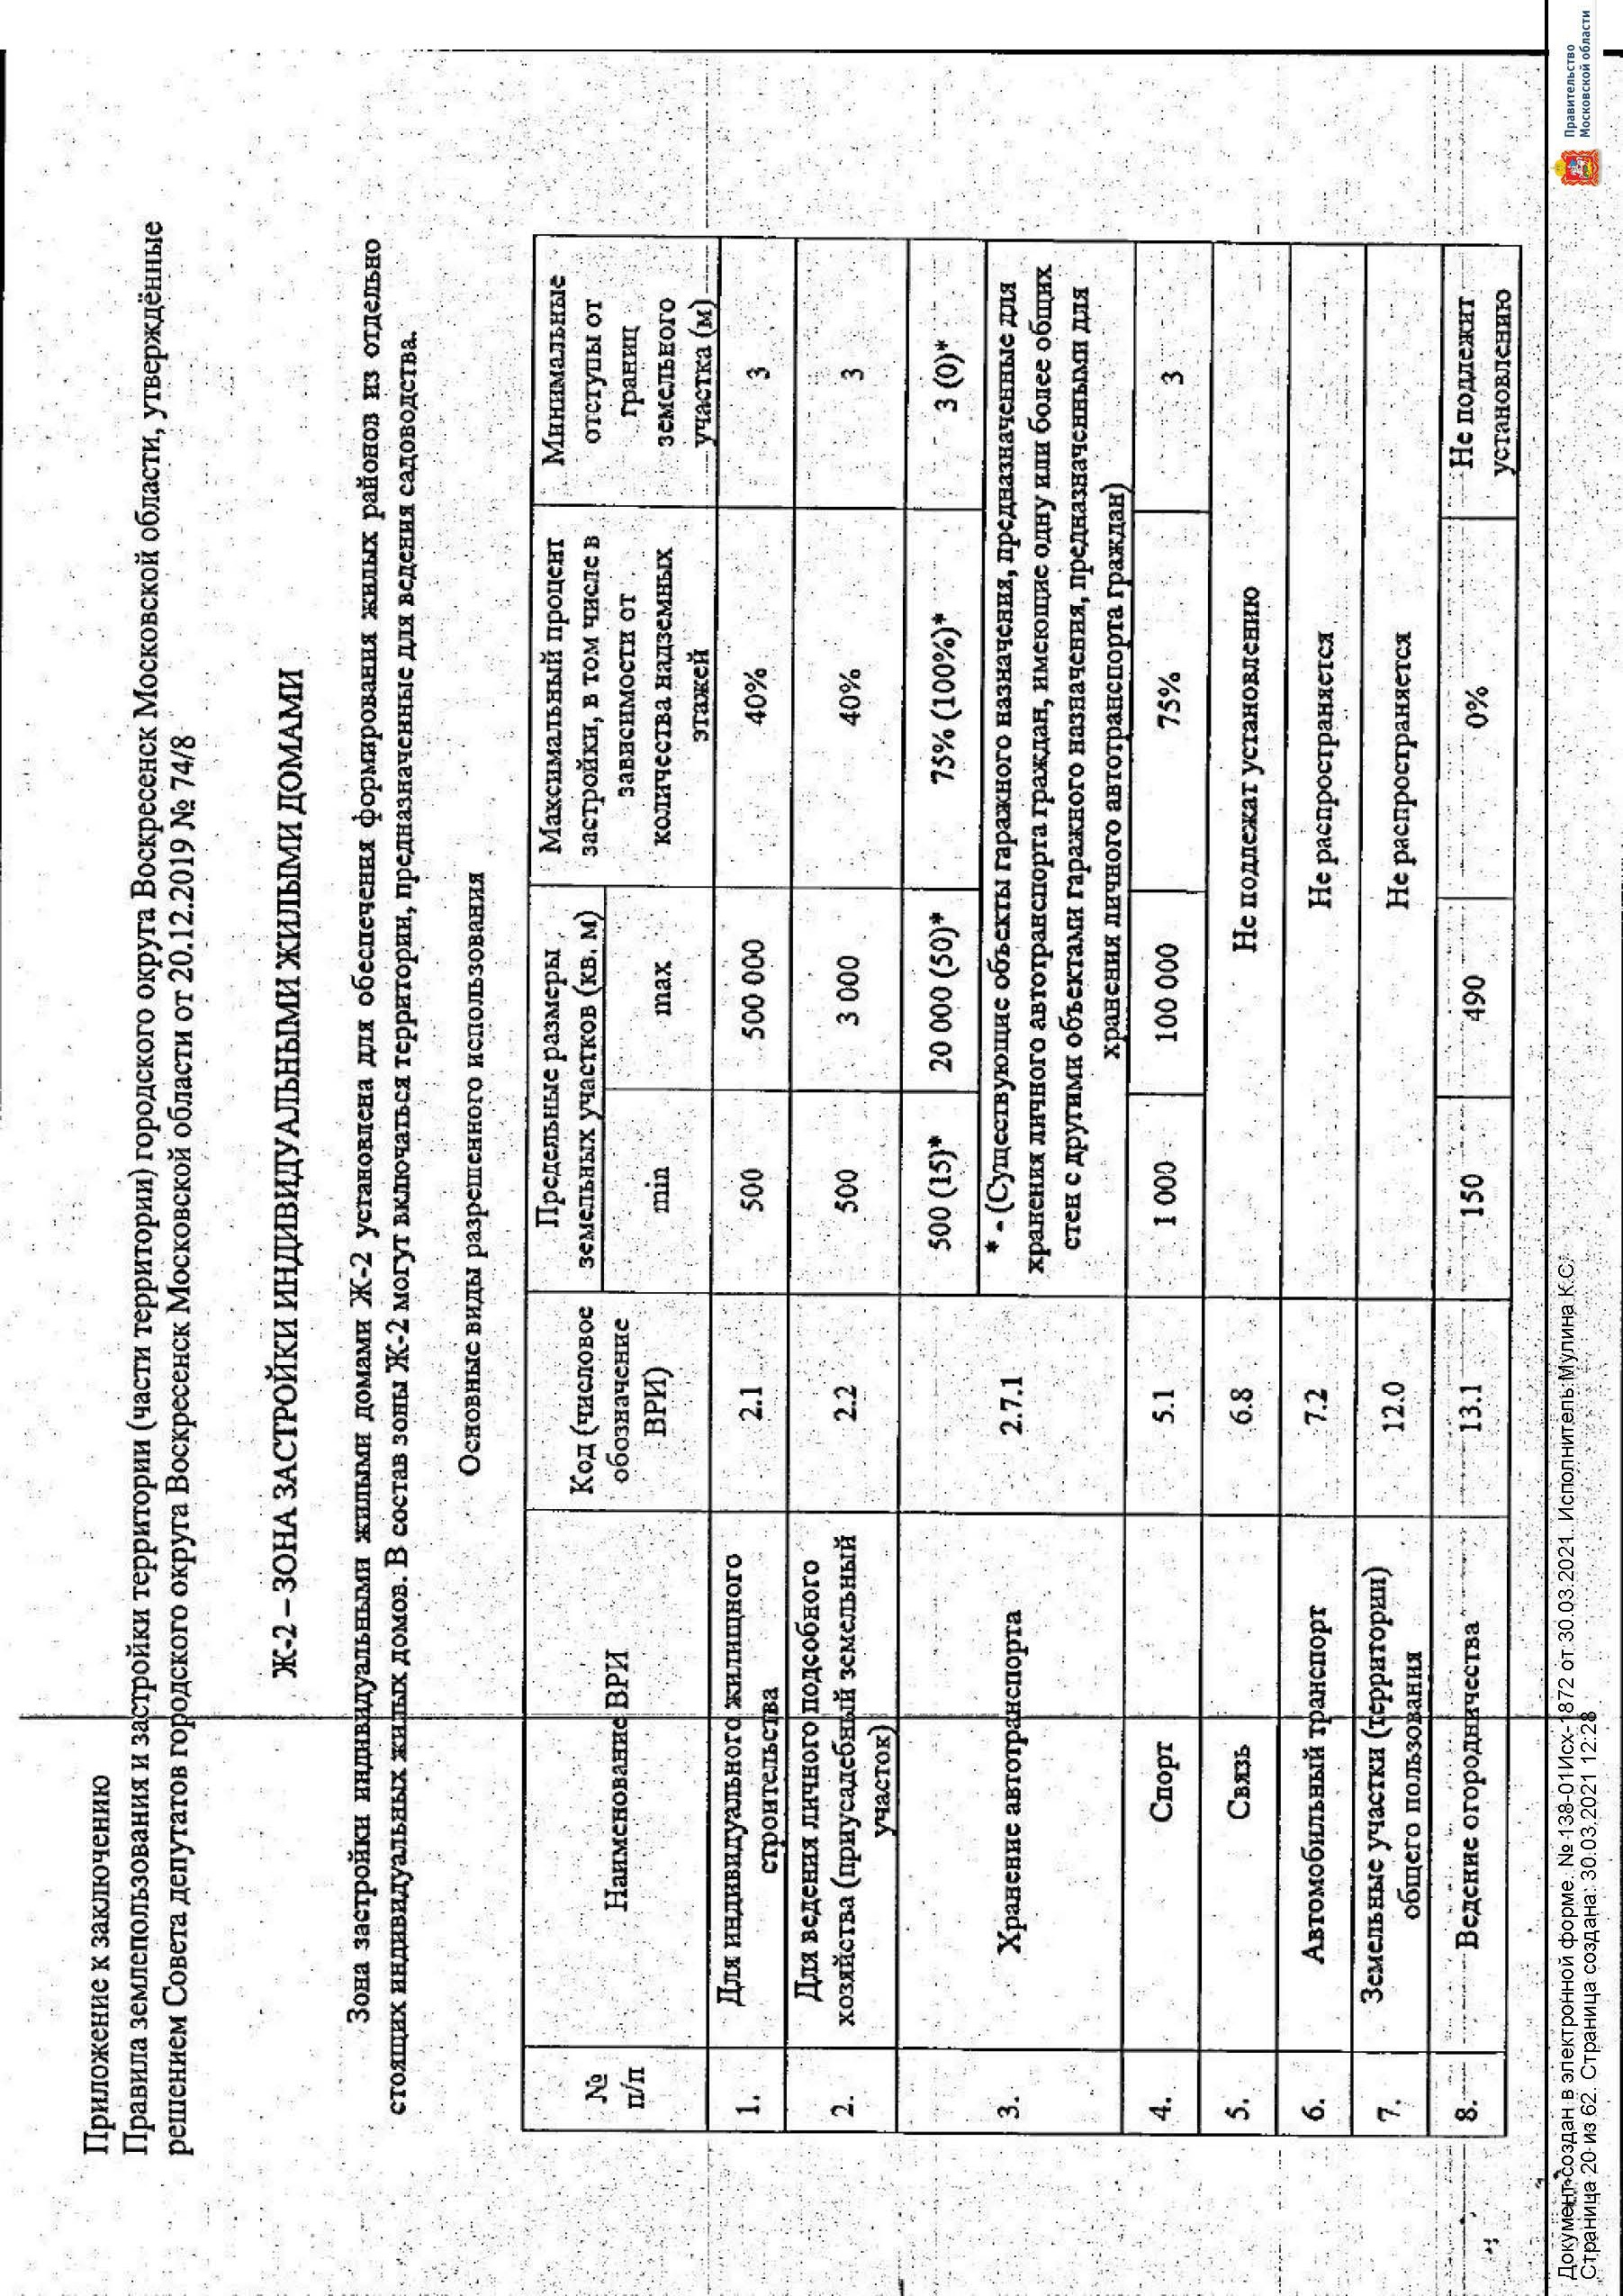 Приложение к заключению
Правила землепользования и застройки территории (части территории) городского округа Воскресенск Московской области, утверждённые
решением Совета депутатов городского округа Воскресенск Московской области от 20.12.2019 № 74/8
Ж-2 – ЗОНА ЗАСТРОЙКИ ИНДИВИДУАЛЬНЫМИ ЖИЛЫМИ ДОМАМИ
Зона застройки индивидуальными жилыми домами Ж-2 установлена для обеспечения формирования жилых районов из отдельно
стоящих индивидуальных жилых домов. В состав зоны Ж-2 могут включаться территории, предназначенные для ведения садоводства.
Основные виды разрешенного использования
№
п/п
Наименование ВРИ
Код (числовое
обозначение
ВРИ)
Предельные размеры
земельных участков (кв. м)
min
max
Максимальный процент
застройки, в том числе в
зависимости от
количества надземных
этажей
Минимальные
отступы от
границ
земельного
участка (м)
1.
Для индивидуального жилищного
строительства
2.1
500
500 000
40%
3
2.
Для ведения личного подсобного
хозяйства (приусадебный земельный
участок)
2.2
500
3 000
40%
3
3.
Хранение автотранспорта
2.7.1
500 (15)*
20 000 (50)*
75% (100%)*
3 (0)*
* - (Существующие объекты гаражного назначения, предназначенные для
хранения личного автотранспорта граждан, имеющие одну или более общих
стен с другими объектами гаражного назначения, предназначенными для
хранения личного автотранспорта граждан)
4.
Спорт
5.1
1 000
100 000
75%
3
5.
Связь
6.8
Не подлежат установлению
6.
Автомобильный транспорт
7.2
Не распространяется
7.
Земельные участки (территории)
общего пользования
12.0
Не распространяется
8.
Ведение огородничества
13.1
150
490
0%
Не подлежит
установлению
Документ создан в электронной форме. № 138-01Исх-1872 от 30.03.2021. Исполнитель:Мулина К.С.
Страница 20 из 62. Страница создана: 30.03.2021 12:28
Правительство
Московской области